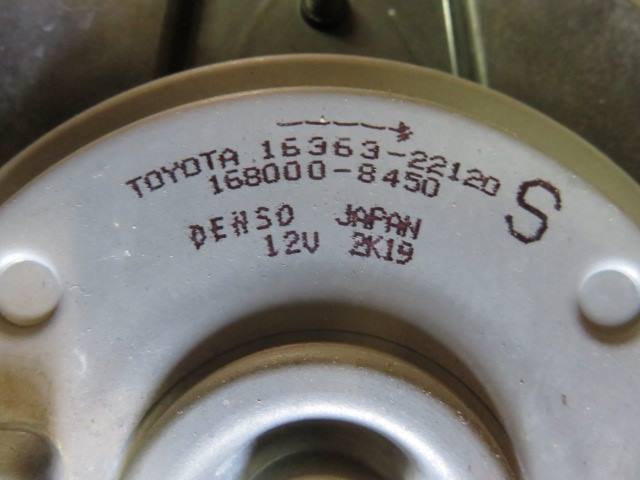 TOYOTA 16363-22120
168000-8450
S
DENSO JAPAN
12V 2K19